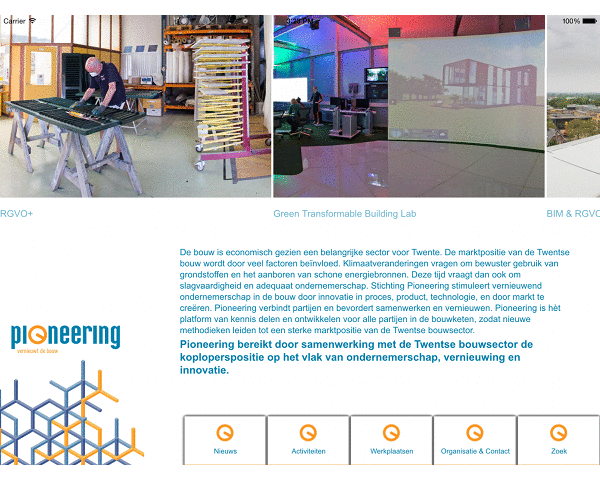 Carrier
3:28 PM
100%
RGVO+
Green Transformable Building Lab
BIM & RGVO
De bouw is economisch gezien een belangrijke sector voor Twente. De marktpositie van de Twentse
bouw wordt door veel factoren beïnvloed. Klimaatveranderingen vragen om bewuster gebruik van
grondstoffen en het aanboren van schone energiebronnen. Deze tijd vraagt dan ook om
slagvaardigheid en adequaat ondernemerschap. Stichting Pioneering stimuleert vernieuwend
ondernemerschap in de bouw door innovatie in proces, product, technologie, en door markt te
creëren. Pioneering verbindt partijen en bevordert samenwerken en vernieuwen. Pioneering is hèt
platform van kennis delen en ontwikkelen voor alle partijen in de bouwketen, zodat nieuwe
methodieken leiden tot een sterke marktpositie van de Twentse bouwsector.
Pioneering bereikt door samenwerking met de Twentse bouwsector de
koploperspositie op het vlak van ondernemerschap, vernieuwing en
innovatie.
pioneering
vernieuwt de bouw
Nieuws
Activiteiten
Werkplaatsen
Organisatie & Contact
Zoek